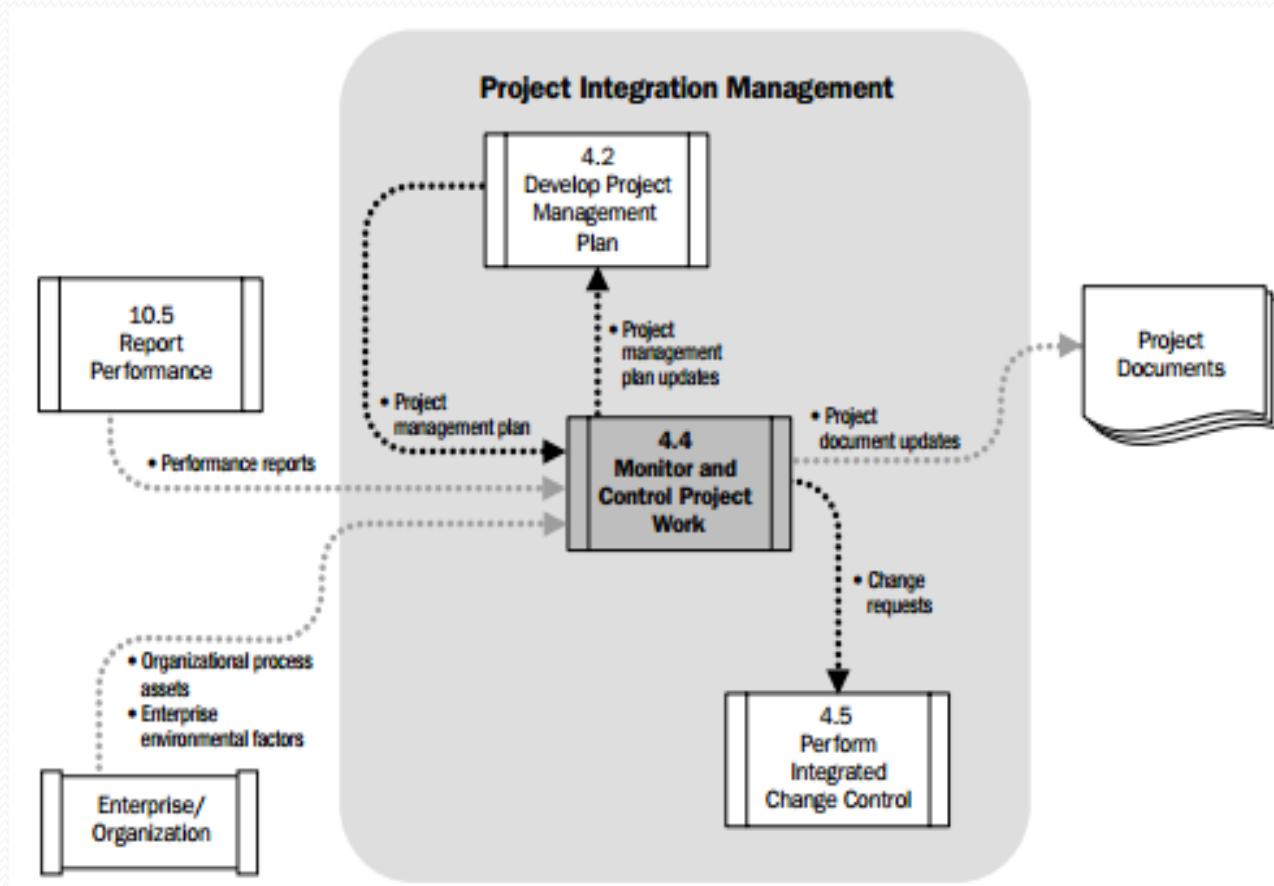 Project Integration Management
4.2
Develop Project
Management
Plan
10.5
Report
Performance
• Project
management
plan updates
Project
Documents
• Project
management plan
• Project
document updates
4.4
Monitor and
Control Project
Work
• Performance reports
• Change
requests
• Organizational process
assets
• Enterprise
environmental factors
4.5
Perform
Integrated
Change Control
Enterprise/
Organization